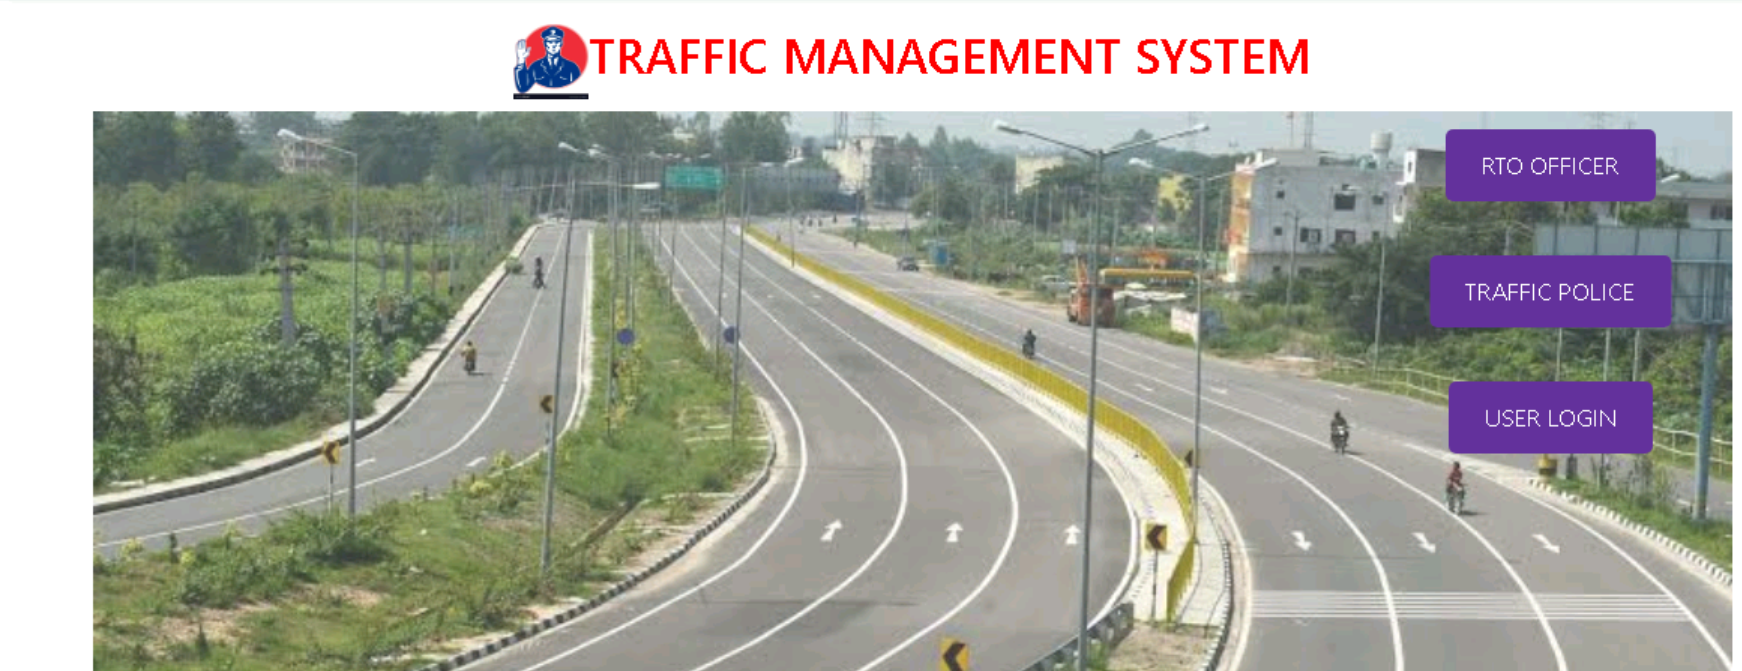 TRAFFIC MANAGEMENT SYSTEM
RTO OFFICER
TRAFFIC POLICE
USER LOGIN